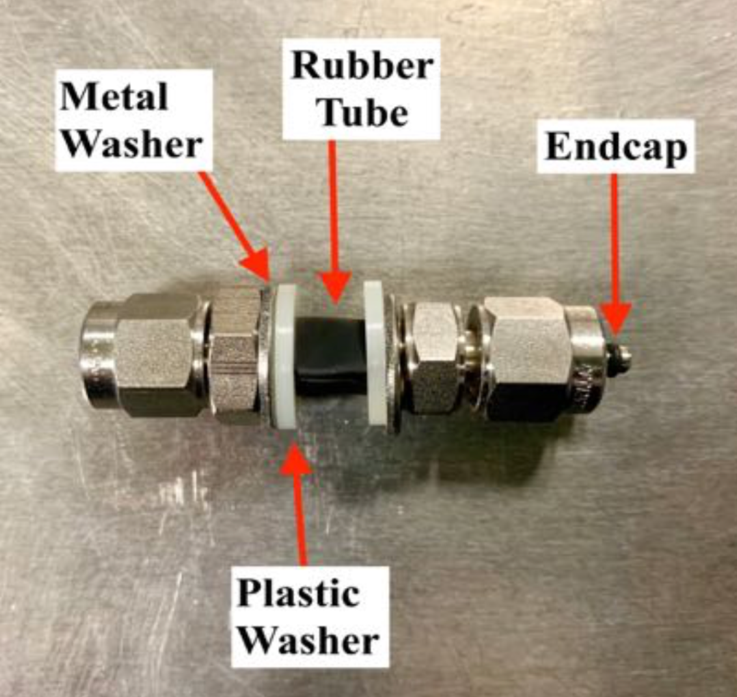 Rubber
Tube
Metal
Washer
Endcap
Plastic
Washer